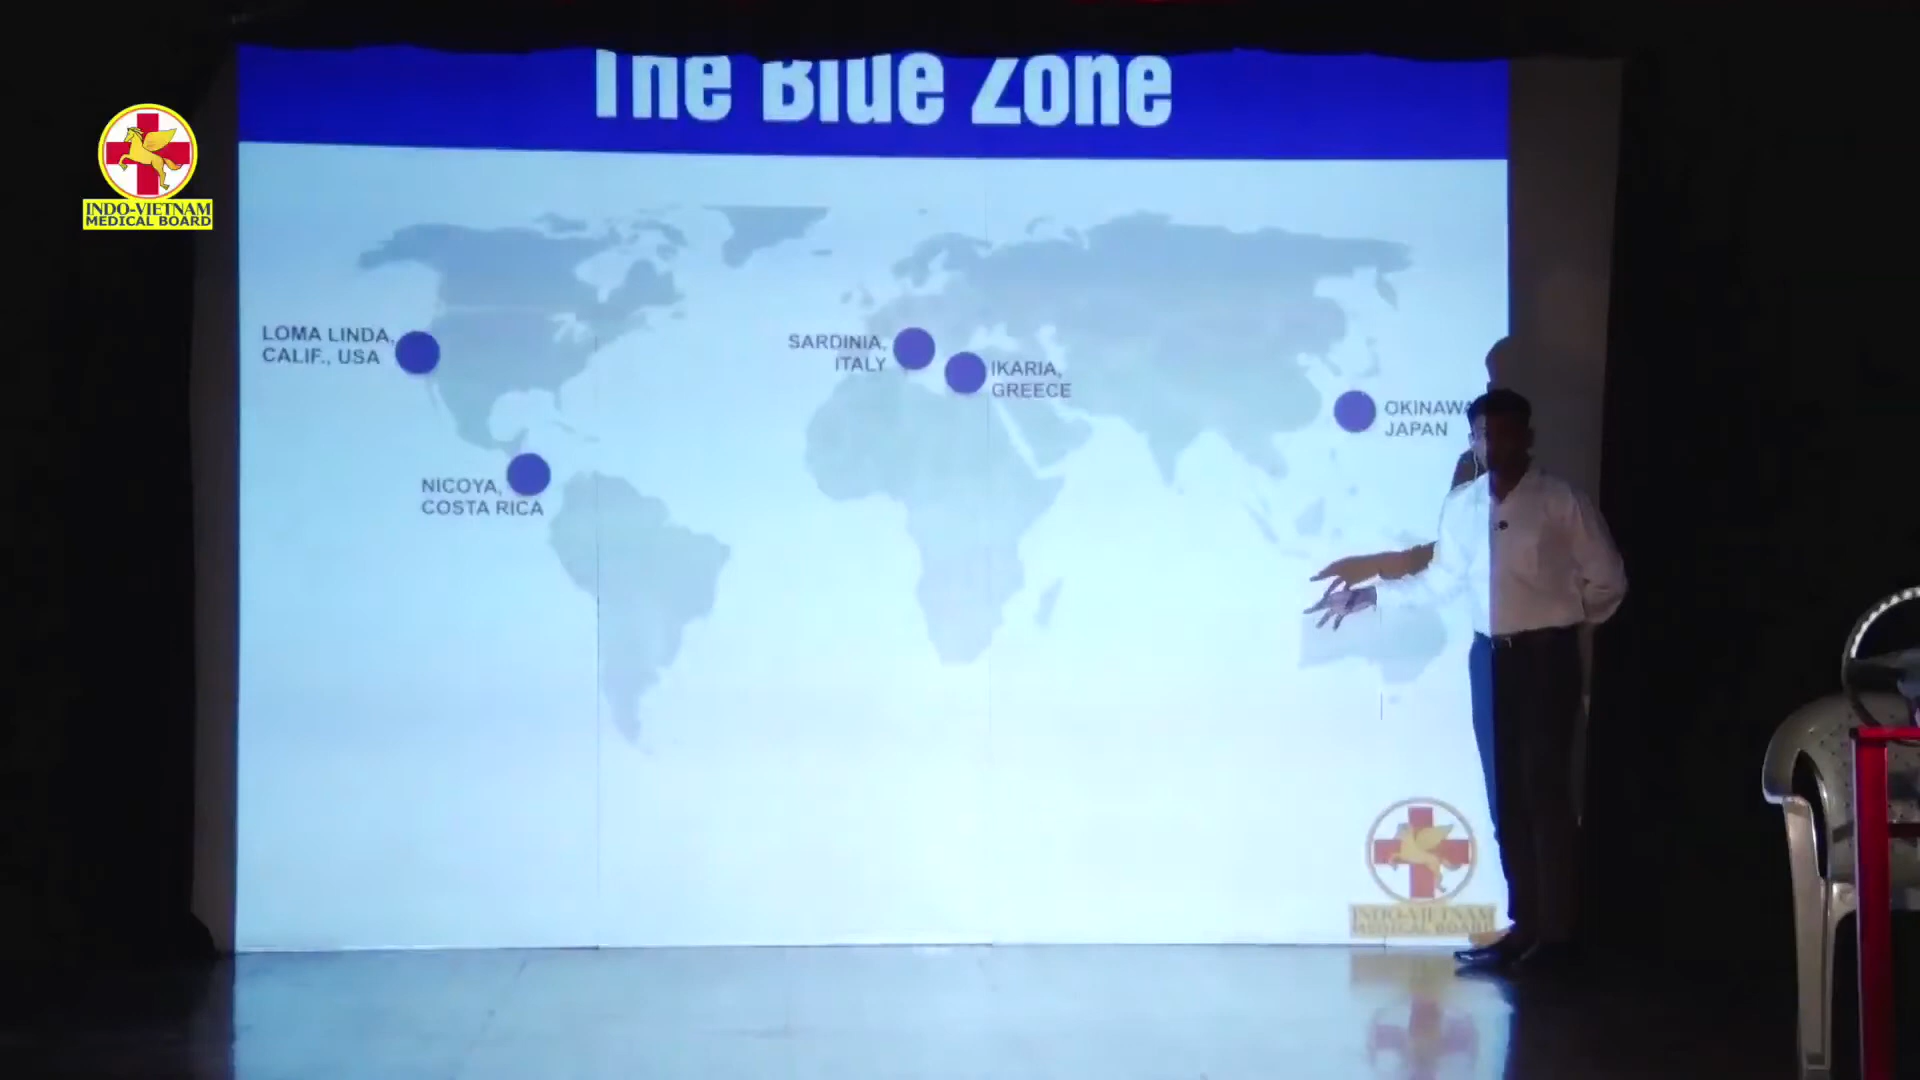 The Blue Zone
INDO-VIETNAM
MEDICAL BOARD
LOMA LINDA,
CALIF., USA
SARDINIA,
ITALY
IKARIA,
GREECE
OKINAWA
JAPAN
NICOYA,
COSTA RICA
INDO-VIETNAM
MEDICAL BOARD